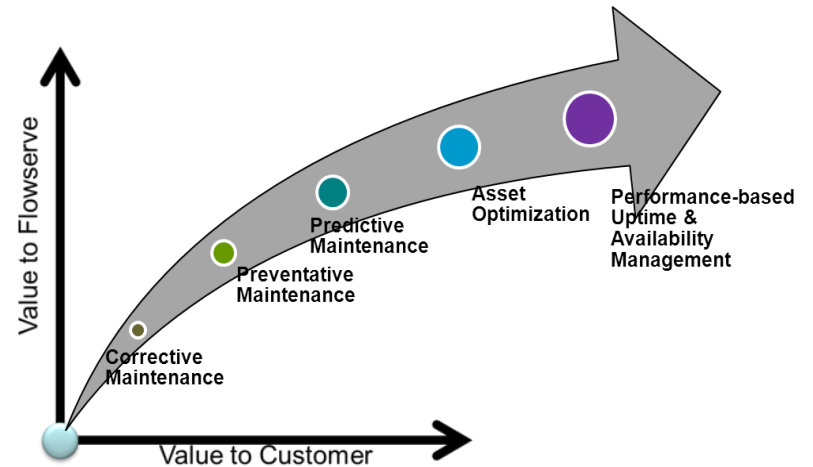 Value to Flowserve
Performance-based
Uptime &
Availability
Management
Asset
Optimization
Predictive
Maintenance
Preventative
Maintenance
Corrective
Maintenance
Value to Customer